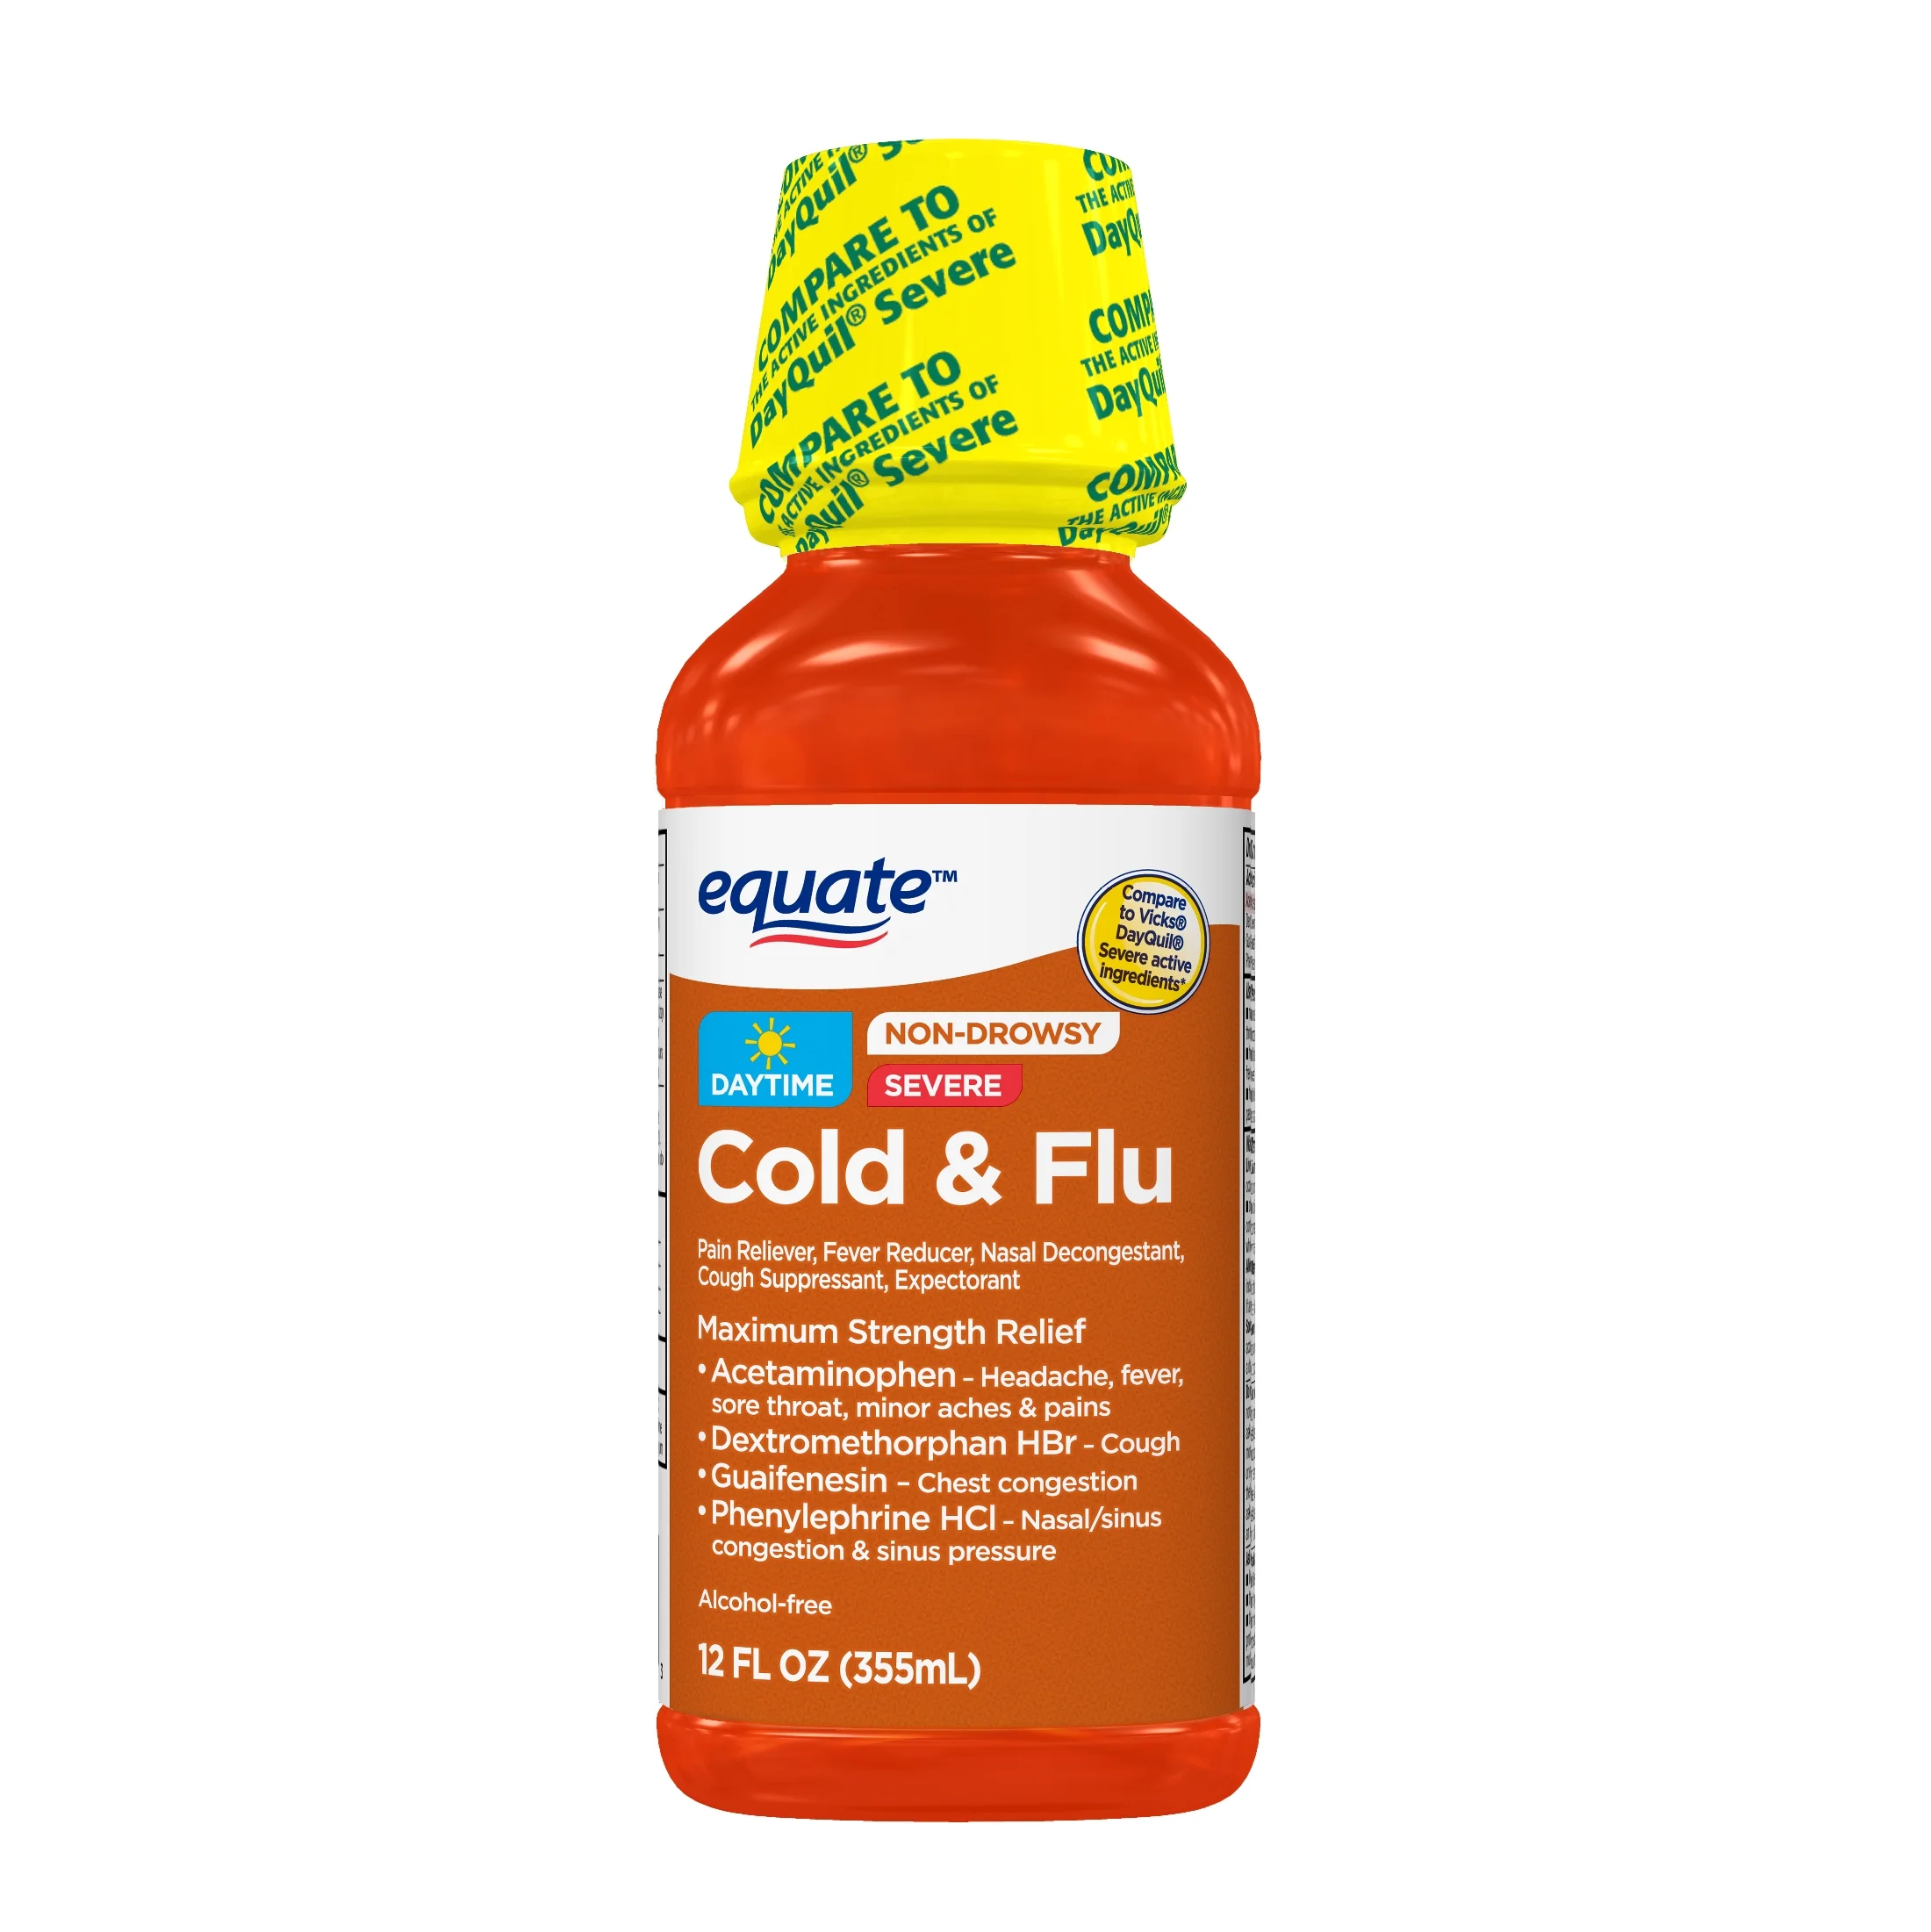 COMPARE TO
THE ACTIVE INGREDIENTS OF
DayQuil® Severe
COMPARE TO
ACTIVE INGREDIENTS OF
DayQuil® Severe
THE ACTIVE
equate™
Compare
to Vicks®
DayQuil®
Severe active
ingredients*
DAYTIME
NON-DROWSY
SEVERE
Cold & Flu
Pain Reliever, Fever Reducer, Nasal Decongestant,
Cough Suppressant, Expectorant
Maximum Strength Relief
• Acetaminophen – Headache, fever,
sore throat, minor aches & pains
• Dextromethorphan HBr – Cough
• Guaifenesin – Chest congestion
• Phenylephrine HCl – Nasal/sinus
congestion & sinus pressure
Alcohol-free
12 FL OZ (355mL)